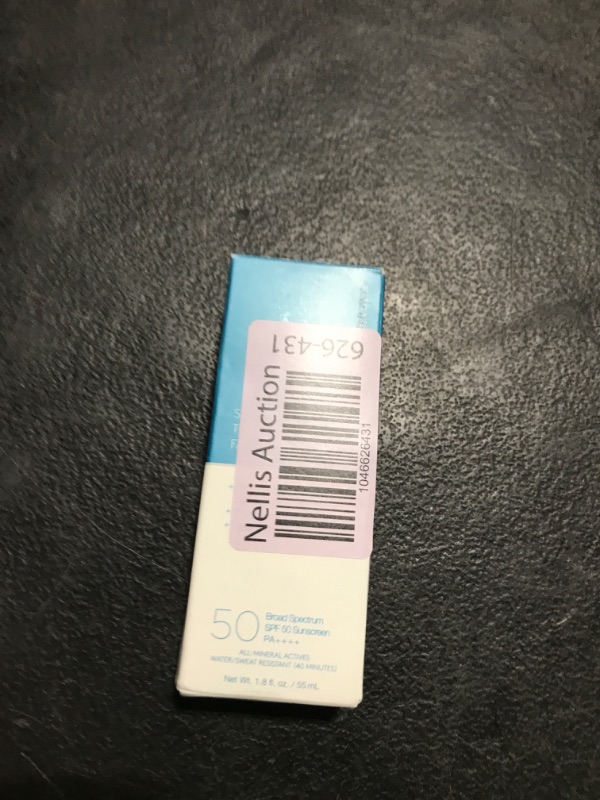 626-431
Nellis Auction
1046626431
50
Broad Spectrum
SPF 50 Sunscreen
PA++++
ALL MINERAL ACTIVES
WATER/SWEAT RESISTANT (40 MINUTES)
Net Wt. 1.8 fl. oz. / 55 mL